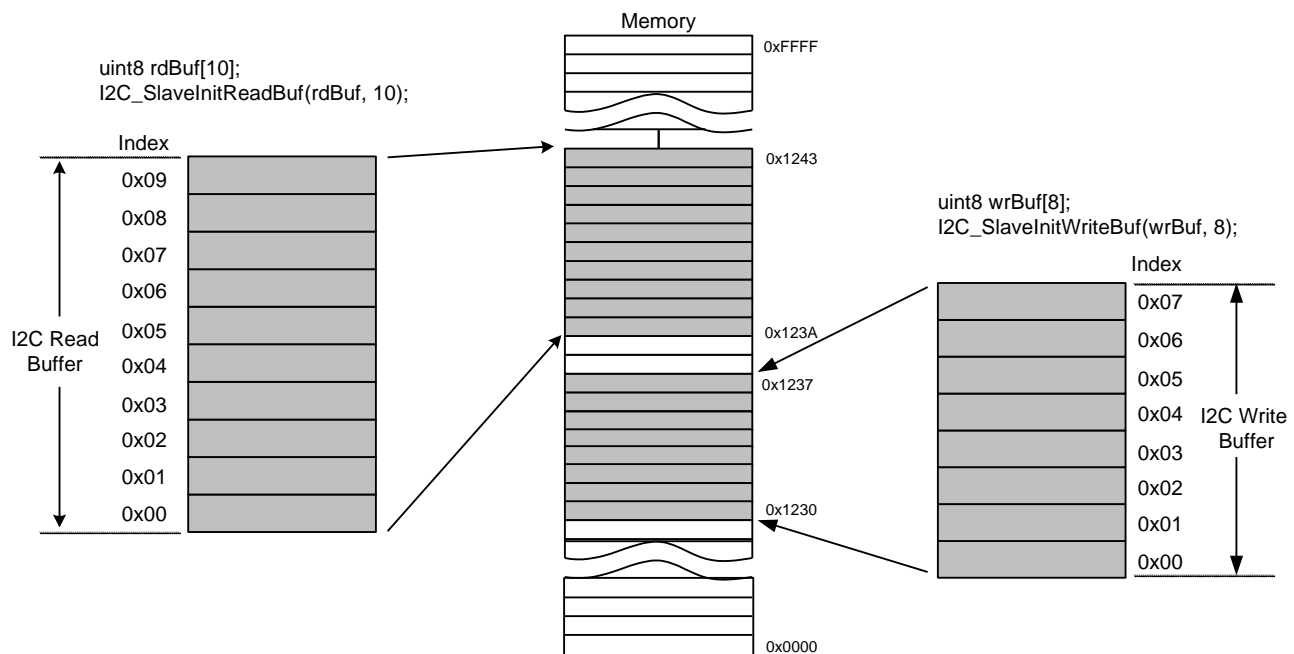 Memory
0xFFFF
uint8 rdBuf[10];
I2C_SlaveInitReadBuf(rdBuf, 10);
Index
0x09
0x08
0x07
0x06
0x05
0x04
0x03
0x02
0x01
0x00
I2C Read
Buffer
0x1243
0x123A
0x1237
0x1230
0x0000
uint8 wrBuf[8];
I2C_SlaveInitWriteBuf(wrBuf, 8);
Index
0x07
0x06
0x05
0x04
0x03
0x02
0x01
0x00
I2C Write
Buffer